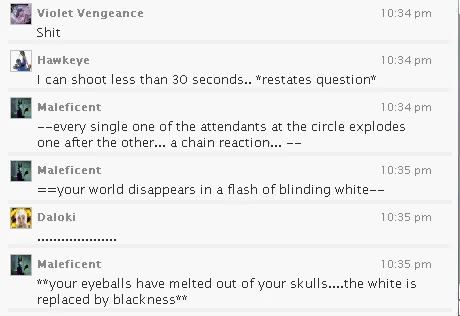 Violet Vengeance 10:34 pm
Shit
Hawkeye 10:34 pm
I can shoot less than 30 seconds.. *restates question*
Maleficent 10:34 pm
--every single one of the attendants at the circle explodes
one after the other... a chain reaction... --
Maleficent 10:35 pm
==your world disappears in a flash of blinding white--
Daloki 10:35 pm
....................
Maleficent 10:35 pm
**your eyeballs have melted out of your skulls....the white is
replaced by blackness**